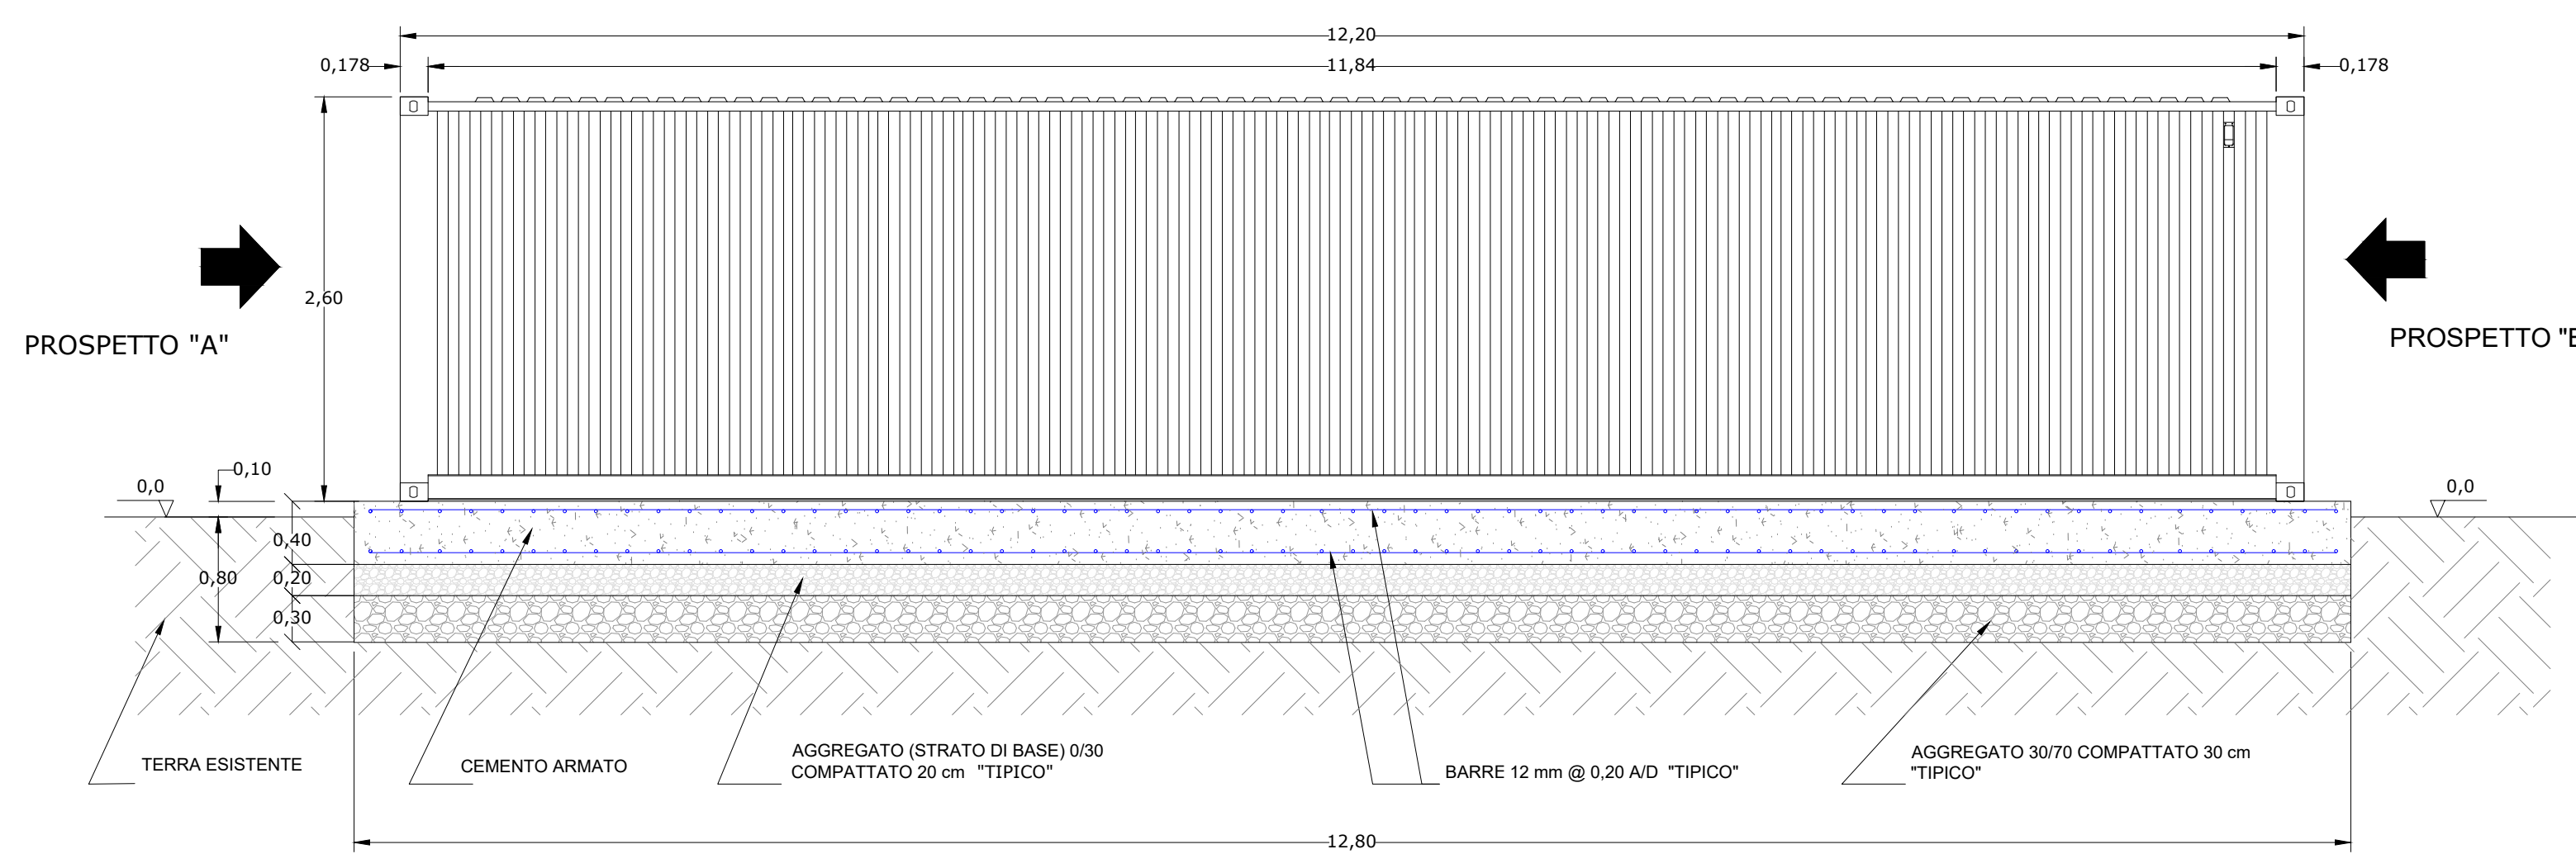 12,20
0,178
11,84
0,178
2,60
PROSPETTO "A"
PROSPETTO "B
0,10
0,0
0,0
0,40
0,80
0,20
0,30
TERRA ESISTENTE
CEMENTO ARMATO
AGGREGATO (STRATO DI BASE) 0/30
COMPATTATO 20 cm "TIPICO"
BARRE 12 mm @ 0,20 A/D "TIPICO"
AGGREGATO 30/70 COMPATTATO 30 cm
"TIPICO"
12,80